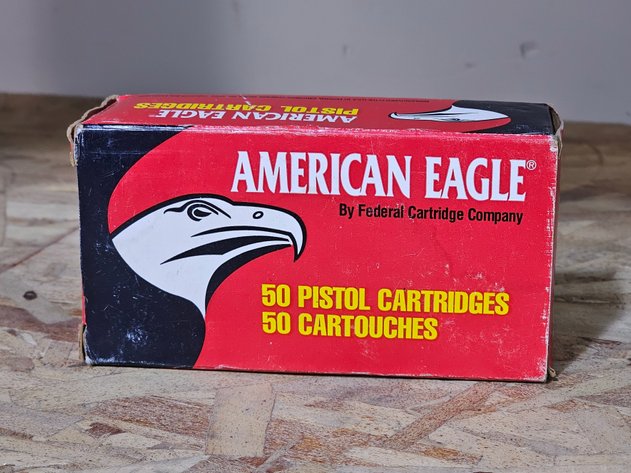 AMERICAN EAGLE®
PISTOL CARTRIDGES
AMERICAN EAGLE®
By Federal Cartridge Company
50 PISTOL CARTRIDGES
50 CARTOUCHES